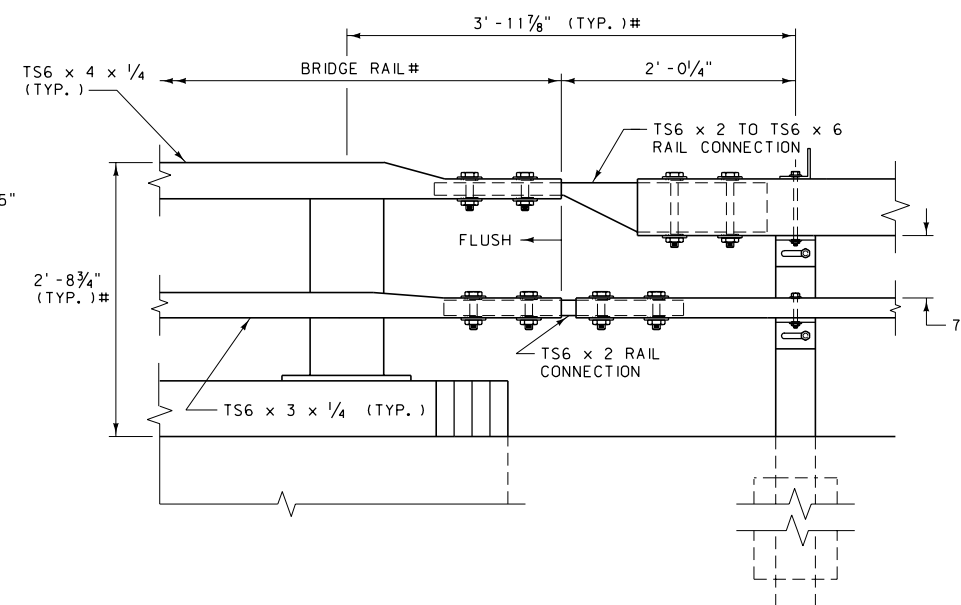 3'-11⅞" (TYP.)#
TS6 x 4 x ¼
(TYP.)
BRIDGE RAIL#
2'-0¼"
TS6 x 2 TO TS6 x 6
RAIL CONNECTION
FLUSH
2'-8¾"
(TYP.)#
7
TS6 x 2 RAIL
CONNECTION
TS6 x 3 x ¼ (TYP.)